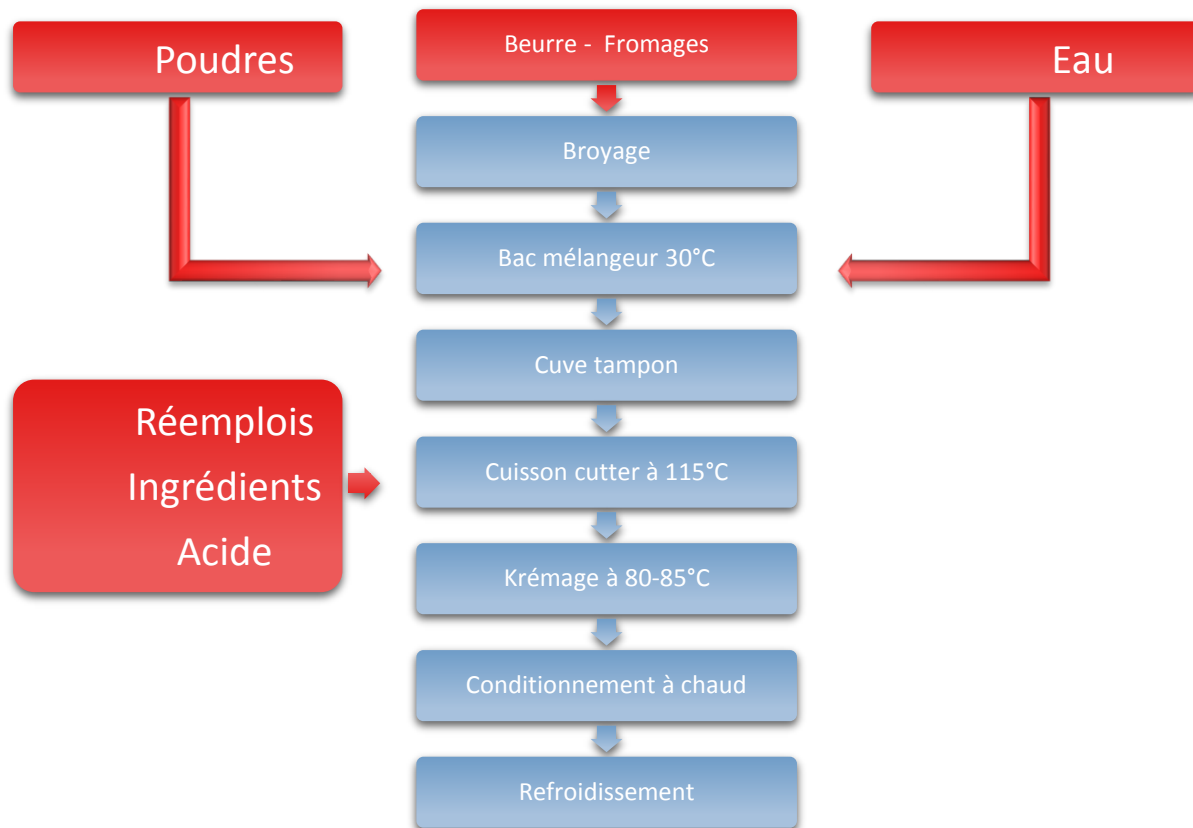 Beurre - Fromages
Poudres
Eau
Broyage
Bac mélangeur 30°C
Cuve tampon
Réemplois
Ingrédients
Acide
Cuisson cutter à 115°C
Krémage à 80-85°C
Conditionnement à chaud
Refroidissement